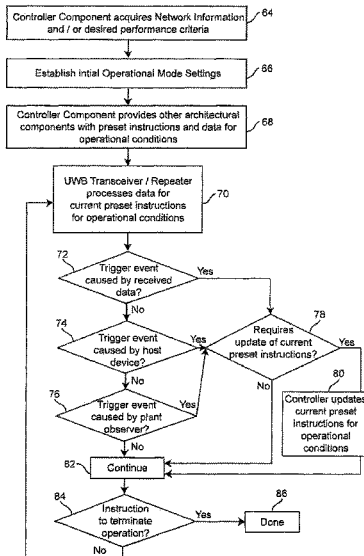 Controller Component acquires Network Information
and / or desired performance criteria
64
Establish Intial Operational Mode Settings
66
Controller Component provides other architectural
components with preset instructions and data for
operational conditions
68
UWB Transceiver / Repeater
processes data for
current preset instructions
for operational conditions
70
72
Trigger event
caused by received
data?
Yes
No
74
Trigger event
caused by host
device?
Yes
No
76
Trigger event
caused by plant
observer?
Yes
No
78
Requires
update of current
preset instructions?
Yes
No
80
Controller updates
current preset
instructions for
operational
conditions
82
Continue
84
Instruction
to terminate
operation?
Yes
No
86
Done